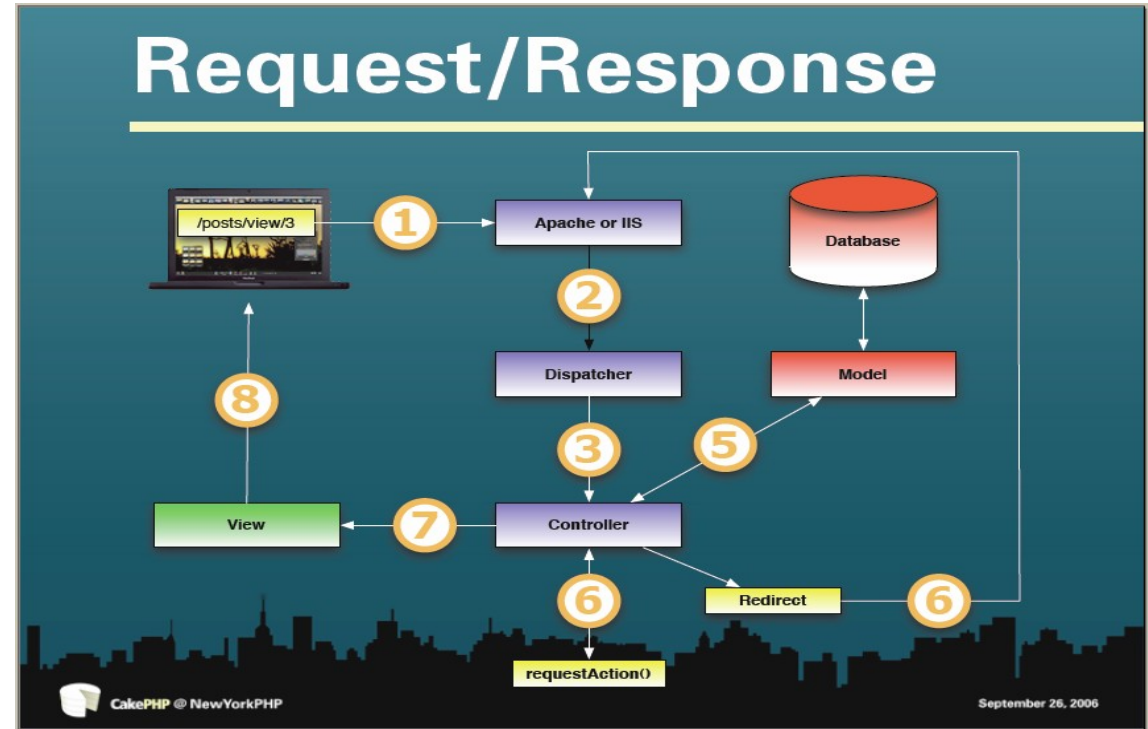 Request/Response
/posts/view/3
1
Apache or IIS
Database
2
Dispatcher
Model
8
3
5
View
7
Controller
6
Redirect
6
requestAction()
CakePHP @ NewYorkPHP
September 26, 2006